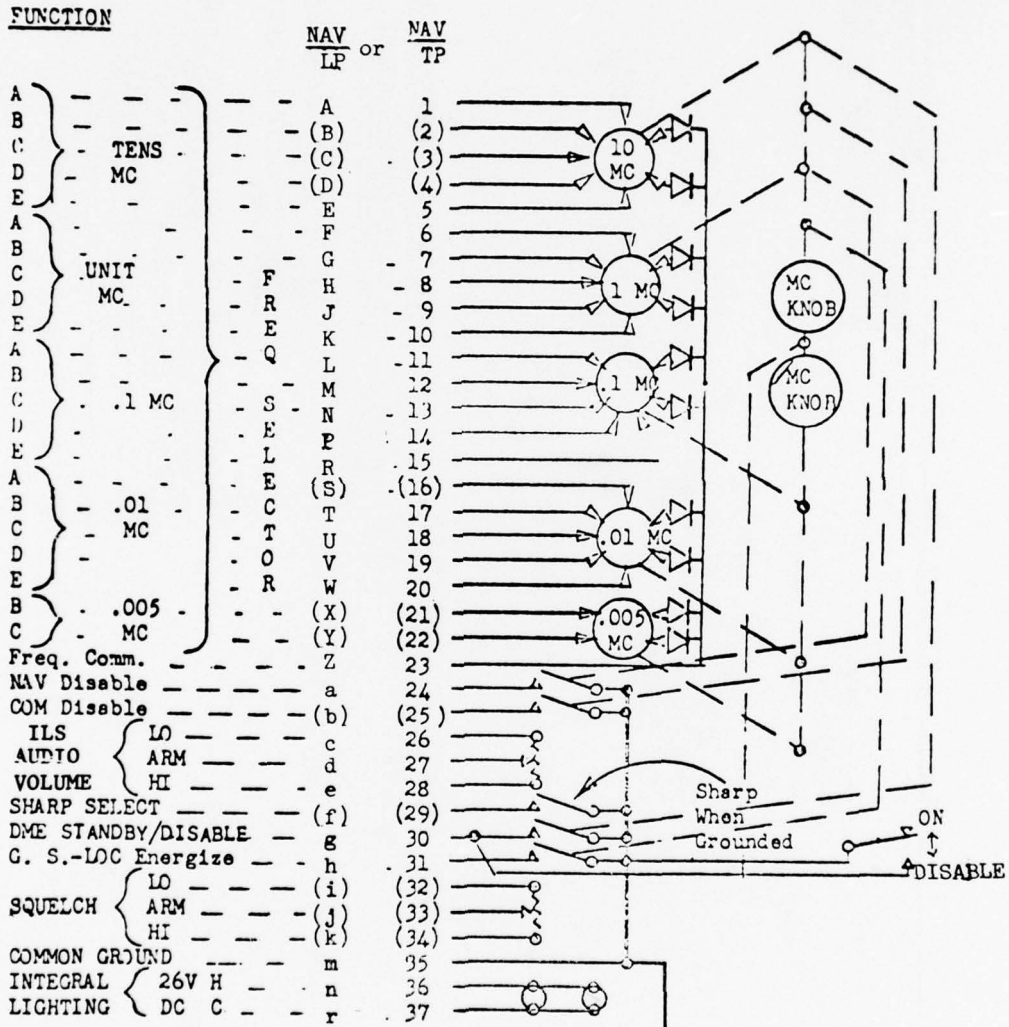 FUNCTION
NAV or NAV
LP TP
A A 1
B (B) (2)
C TENS (C) (3)
D MC (D) (4)
E E 5
A F 6
B G 7
C UNIT H 8
D MC J 9
E K 10
A L 11
B M 12
C .1 MC N 13
D P 14
E R 15
A (S) (16)
B T 17
C .01 U 18
D MC V 19
E W 20
B .005 (X) (21)
C MC (Y) (22)
FREQ SELECTOR
Freq. Comm. Z 23
NAV Disable a 24
COM Disable (b) (25)
ILS LO c 26
AUDIO ARM d 27
VOLUME HI e 28
SHARP SELECT (f) (29)
DME STANDBY/DISABLE g 30
G. S.-LOC Energize h 31
LO (i) (32)
SQUELCH ARM (j) (33)
HI (k) (34)
COMMON GROUND m 35
INTEGRAL 26V H n 36
LIGHTING DC C r 37
10
MC
1 MC
.1 MC
.01 MC
.005
MC
MC
KNOB
MC
KNOB
Sharp
When
Grounded
ON
DISABLE